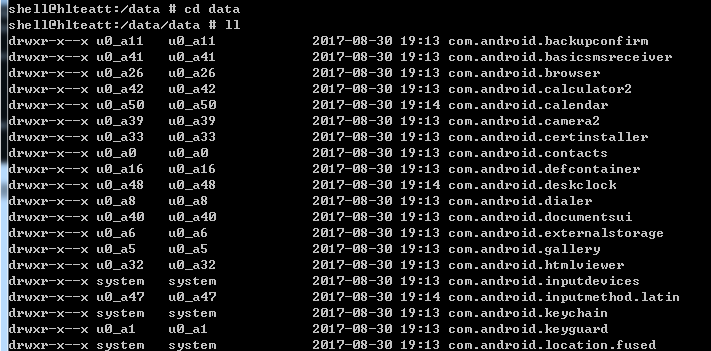 shell@hlteatt:/data # cd data
shell@hlteatt:/data/data # ll
drwxr-x--x u0_a11   u0_a11            2017-08-30 19:13 com.android.backupconfirm
drwxr-x--x u0_a41   u0_a41            2017-08-30 19:13 com.android.basicsmsreceiver
drwxr-x--x u0_a26   u0_a26            2017-08-30 19:13 com.android.browser
drwxr-x--x u0_a42   u0_a42            2017-08-30 19:13 com.android.calculator2
drwxr-x--x u0_a50   u0_a50            2017-08-30 19:14 com.android.calendar
drwxr-x--x u0_a39   u0_a39            2017-08-30 19:13 com.android.camera2
drwxr-x--x u0_a33   u0_a33            2017-08-30 19:13 com.android.certinstaller
drwxr-x--x u0_a0    u0_a0             2017-08-30 19:13 com.android.contacts
drwxr-x--x u0_a16   u0_a16            2017-08-30 19:13 com.android.defcontainer
drwxr-x--x u0_a48   u0_a48            2017-08-30 19:14 com.android.deskclock
drwxr-x--x u0_a8    u0_a8             2017-08-30 19:13 com.android.dialer
drwxr-x--x u0_a40   u0_a40            2017-08-30 19:13 com.android.documentsui
drwxr-x--x u0_a6    u0_a6             2017-08-30 19:13 com.android.externalstorage
drwxr-x--x u0_a5    u0_a5             2017-08-30 19:13 com.android.gallery
drwxr-x--x u0_a32   u0_a32            2017-08-30 19:13 com.android.htmlviewer
drwxr-x--x system   system            2017-08-30 19:13 com.android.inputdevices
drwxr-x--x u0_a47   u0_a47            2017-08-30 19:14 com.android.inputmethod.latin
drwxr-x--x system   system            2017-08-30 19:13 com.android.keychain
drwxr-x--x u0_a1    u0_a1             2017-08-30 19:13 com.android.keyguard
drwxr-x--x system   system            2017-08-30 19:13 com.android.location.fused